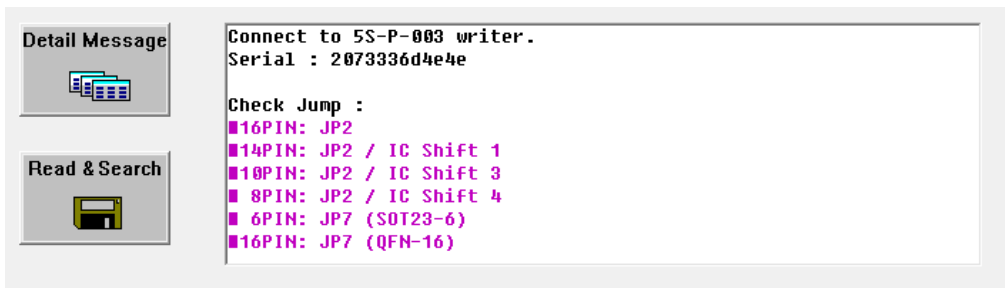 Detail Message
Read & Search
Connect to 5S-P-003 writer.
Serial : 2073336d4e4e
Check Jump :
■16PIN: JP2
■14PIN: JP2 / IC Shift 1
■10PIN: JP2 / IC Shift 3
■ 8PIN: JP2 / IC Shift 4
■ 6PIN: JP7 (SOT23-6)
■16PIN: JP7 (QFN-16)